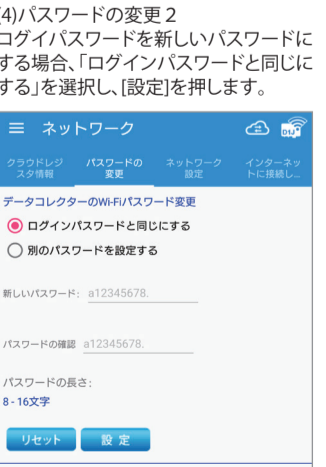 (4)パスワードの変更２
ログイパスワードを新しいパスワードに
する場合、「ログインパスワードと同じに
する」を選択し、[設定]を押します。
ネットワーク
クラウドレジ
スタ情報
パスワードの
変更
ネットワーク
設定
インターネッ
トに接続し...
データコレクターのWi-Fiパスワード変更
ログインパスワードと同じにする
別のパスワードを設定する
新しいパスワード: a12345678.
パスワードの確認 a12345678.
パスワードの長さ:
8 - 16文字
リセット 設 定